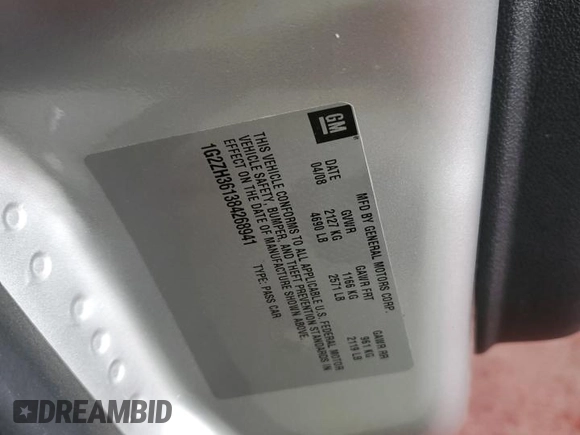 GM
MFD BY GENERAL MOTORS CORP.
DATE GVWR GAWR FRT GAWR RR
04/08 2127 KG 1166 KG 961 KG
4690 LB 2571 LB 2119 LB
THIS VEHICLE CONFORMS TO ALL APPLICABLE U.S. FEDERAL MOTOR
VEHICLE SAFETY, BUMPER, AND THEFT PREVENTION STANDARDS IN
EFFECT ON THE DATE OF MANUFACTURE SHOWN ABOVE.
1G2ZH361384268941 TYPE: PASS CAR
DREAMBID